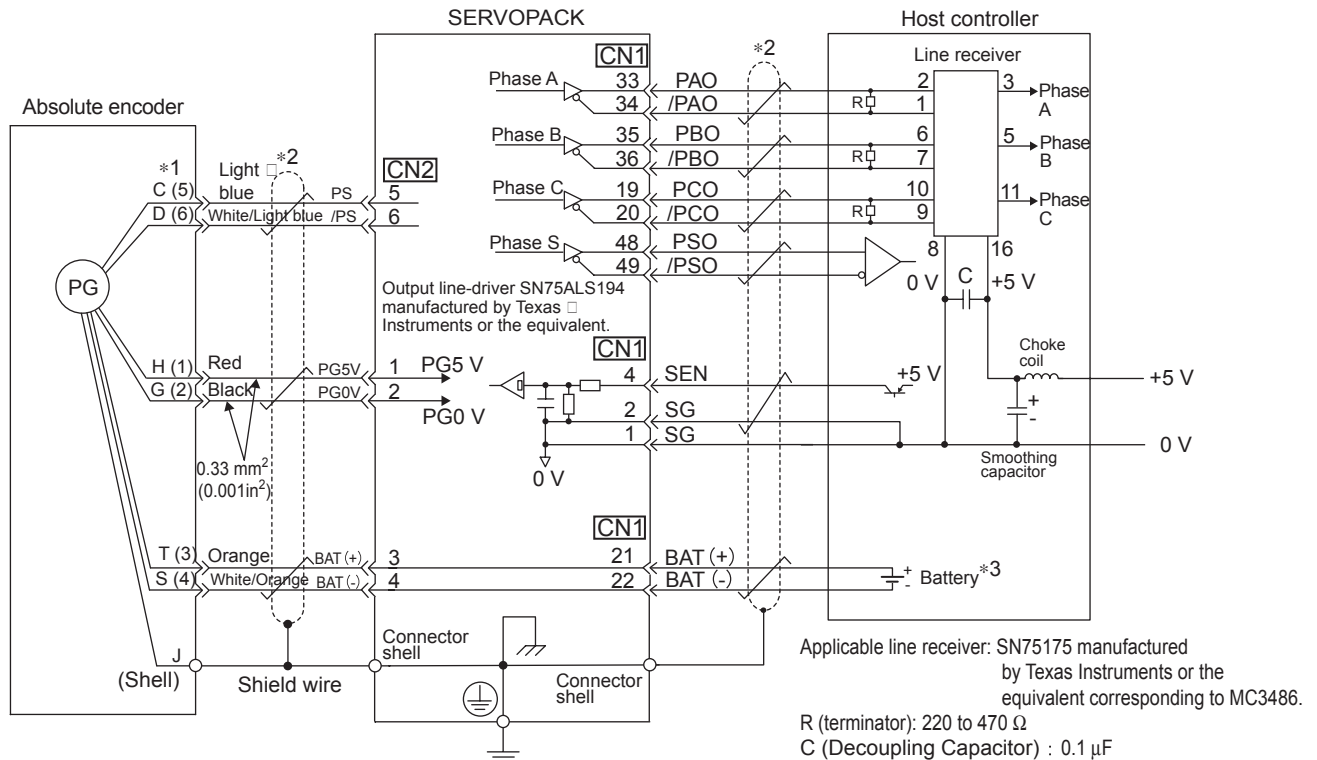 SERVOPACK
Host controller
Absolute encoder
CN1
*2
Line receiver
Phase A
33
PAO
2
3
Phase
A
34
/PAO
R
1
Phase B
35
PBO
6
5
Phase
B
36
/PBO
R
7
Phase C
19
PCO
10
11
Phase
C
20
/PCO
R
9
Phase S
48
PSO
8
16
49
/PSO
0 V
C
+5 V
*1
Light □
blue
*2
CN2
C (5)
PS
5
D (6)
White/Light blue
/PS
6
PG
Output line-driver SN75ALS194
manufactured by Texas □
Instruments or the equivalent.
CN1
Choke
coil
H (1)
Red
PG5V
1
PG5 V
4
SEN
+5 V
+5 V
G (2)
Black
PG0V
2
PG0 V
2
SG
+
-
1
SG
0 V
0.33 mm2
(0.001in2)
0 V
Smoothing
capacitor
CN1
T (3)
Orange
BAT (+)
3
21
BAT (+)
S (4)
White/Orange
BAT (-)
4
22
BAT (-)
+
-
Battery*3
J
(Shell)
Shield wire
Connector
shell
Connector
shell
Applicable line receiver: SN75175 manufactured
by Texas Instruments or the
equivalent corresponding to MC3486.
R (terminator): 220 to 470 Ω
C (Decoupling Capacitor) : 0.1 μF